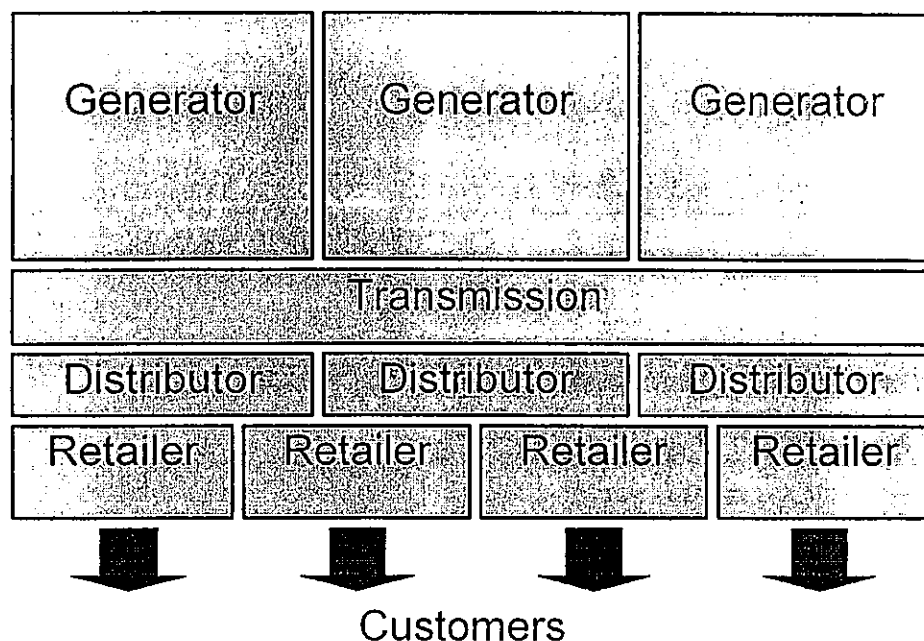 Generator Generator Generator
Transmission
Distributor Distributor Distributor
Retailer Retailer Retailer Retailer
Customers